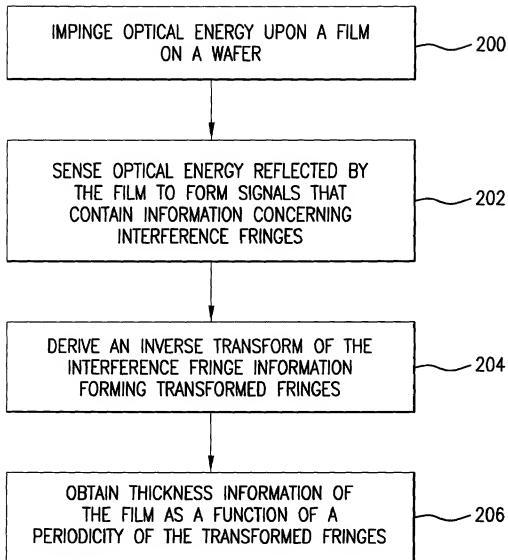 IMPINGE OPTICAL ENERGY UPON A FILM
ON A WAFER
200
SENSE OPTICAL ENERGY REFLECTED BY
THE FILM TO FORM SIGNALS THAT
CONTAIN INFORMATION CONCERNING
INTERFERENCE FRINGES
202
DERIVE AN INVERSE TRANSFORM OF THE
INTERFERENCE FRINGE INFORMATION
FORMING TRANSFORMED FRINGES
204
OBTAIN THICKNESS INFORMATION OF
THE FILM AS A FUNCTION OF A
PERIODICITY OF THE TRANSFORMED FRINGES
206